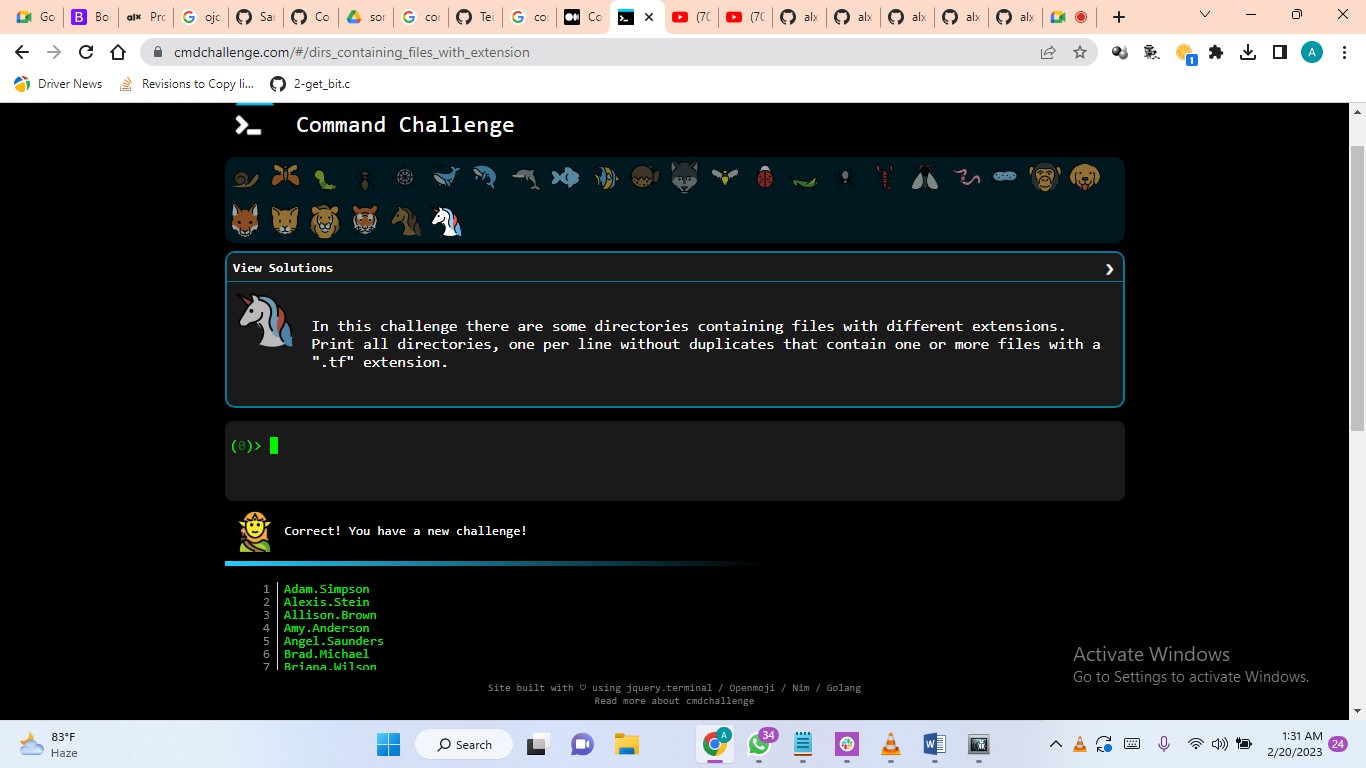 Go
Bo
alx Pro
ojo
Sa
Co
sor
cor
Tei
co
Co
(70
(70
alx
alx
alx
alx
alx
cmdchallenge.com/#/dirs_containing_files_with_extension
1
A
Driver News
Revisions to Copy li...
2-get_bit.c
Command Challenge
View Solutions
In this challenge there are some directories containing files with different extensions.
Print all directories, one per line without duplicates that contain one or more files with a
".tf" extension.
(0)>
Correct! You have a new challenge!
1 Adam.Simpson
2 Alexis.Stein
3 Allison.Brown
4 Amy.Anderson
5 Angel.Saunders
6 Brad.Michael
7 Briana.Wilson
Activate Windows
Go to Settings to activate Windows.
Site built with ♡ using jquery.terminal / Openmoji / Nim / Golang
Read more about cmdchallenge
83°F
Haze
Search
A
34
1:31 AM
2/20/2023
24